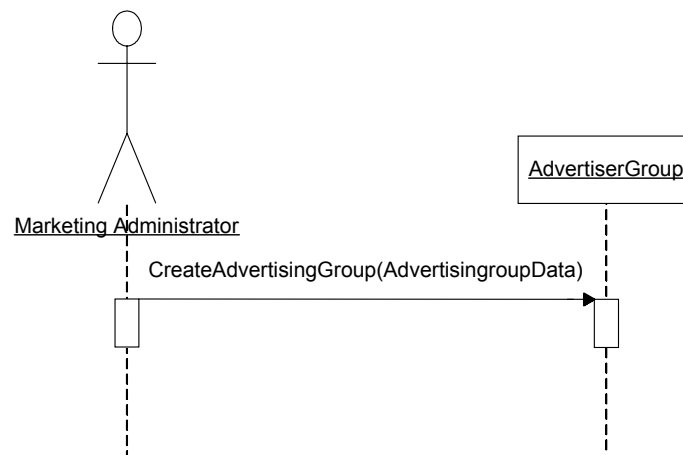 AdvertiserGroup
Marketing Administrator
CreateAdvertisingGroup(AdvertisingroupData)